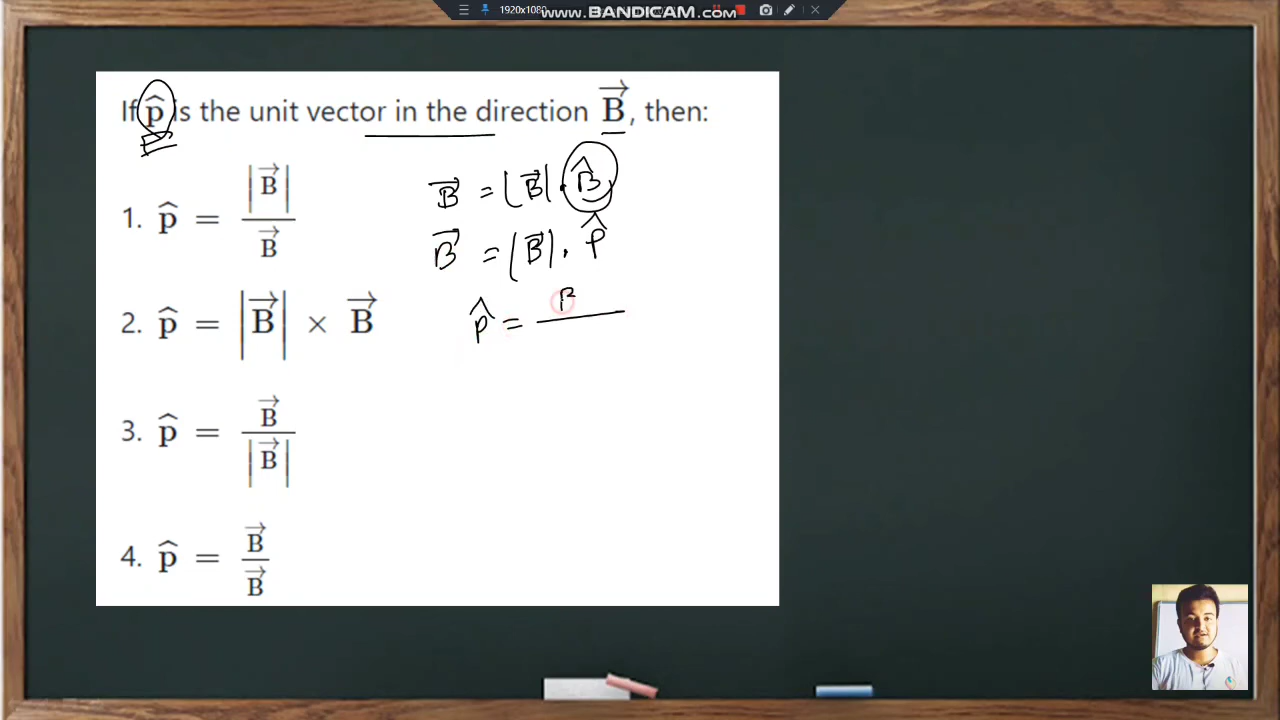 1920x1080
www.BANDICAM.com
If p̂ is the unit vector in the direction B⃗, then:
1. p̂ = |B⃗| / B⃗
2. p̂ = |B⃗| × B⃗
3. p̂ = B⃗ / |B⃗|
4. p̂ = B⃗ / B⃗
B⃗ = |B⃗| · B̂
B⃗ = |B⃗| · p̂
p̂ = B